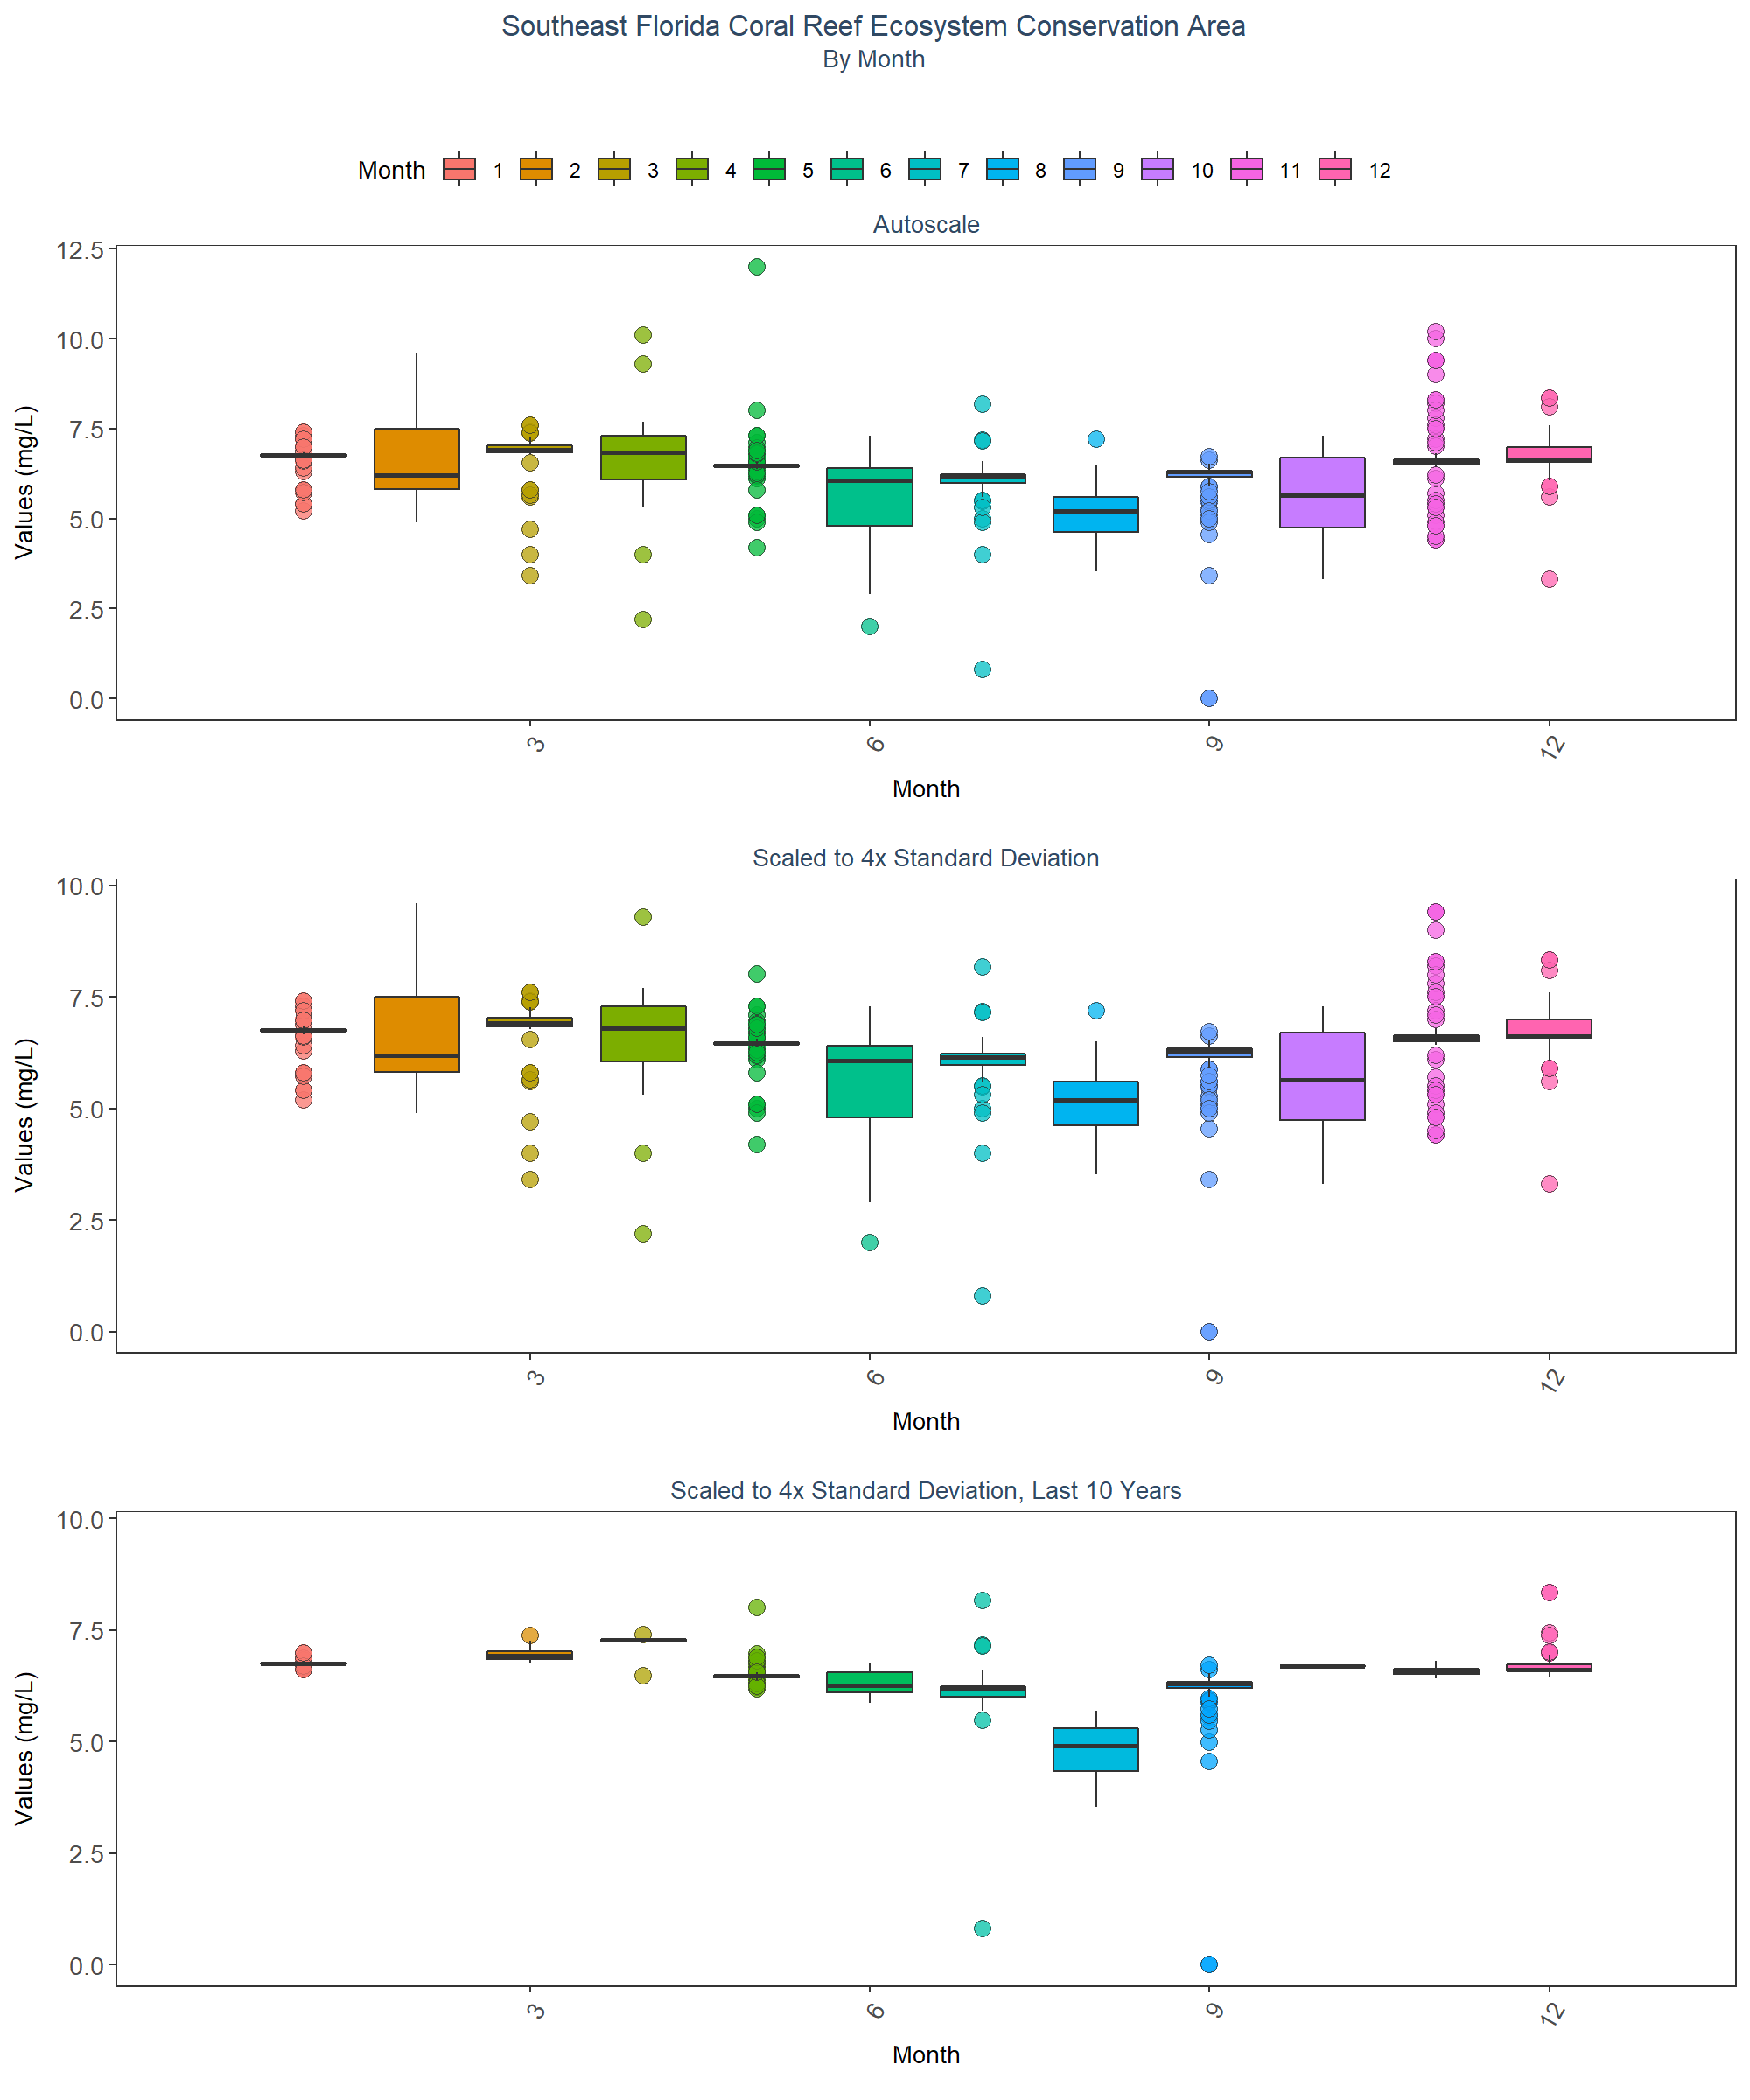 Southeast Florida Coral Reef Ecosystem Conservation Area
By Month
Month 1 2 3 4 5 6 7 8 9 10 11 12
Autoscale
Values (mg/L)
12.5
10.0
7.5
5.0
2.5
0.0
3 6 9 12
Month
Scaled to 4x Standard Deviation
Values (mg/L)
10.0
7.5
5.0
2.5
0.0
3 6 9 12
Month
Scaled to 4x Standard Deviation, Last 10 Years
Values (mg/L)
10.0
7.5
5.0
2.5
0.0
3 6 9 12
Month